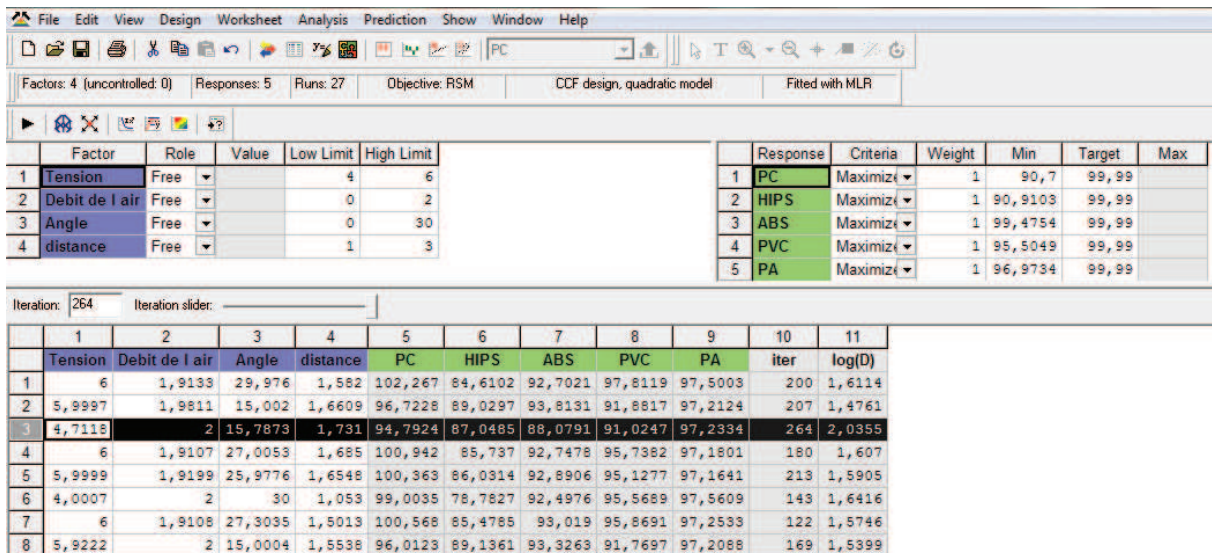 File Edit View Design Worksheet Analysis Prediction Show Window Help
PC
Factors: 4 (uncontrolled: 0) Responses: 5 Runs: 27 Objective: RSM CCF design, quadratic model Fitted with MLR
Factor Role Value Low Limit High Limit
1 Tension Free 4 6
2 Debit de l air Free 0 2
3 Angle Free 0 30
4 distance Free 1 3
Response Criteria Weight Min Target Max
1 PC Maximize 1 90,7 99,99
2 HIPS Maximize 1 90,9103 99,99
3 ABS Maximize 1 99,4754 99,99
4 PVC Maximize 1 95,5049 99,99
5 PA Maximize 1 96,9734 99,99
Iteration: 264 Iteration slider:
1 2 3 4 5 6 7 8 9 10 11
Tension Debit de l air Angle distance PC HIPS ABS PVC PA iter log(D)
1 6 1,9133 29,976 1,582 102,267 84,6102 92,7021 97,8119 97,5003 200 1,6114
2 5,9997 1,9811 15,002 1,6609 96,7228 89,0297 93,8131 91,8817 97,2124 207 1,4761
3 4,7118 2 15,7873 1,731 94,7924 87,0485 88,0791 91,0247 97,2334 264 2,0355
4 6 1,9107 27,0053 1,685 100,942 85,737 92,7478 95,7382 97,1801 180 1,607
5 5,9999 1,9199 25,9776 1,6548 100,363 86,0314 92,8906 95,1277 97,1641 213 1,5905
6 4,0007 2 30 1,053 99,0035 78,7827 92,4976 95,5689 97,5609 143 1,6416
7 6 1,9108 27,3035 1,5013 100,568 85,4785 93,019 95,8691 97,2533 122 1,5746
8 5,9222 2 15,0004 1,5538 96,0123 89,1361 93,3263 91,7697 97,2088 169 1,5399